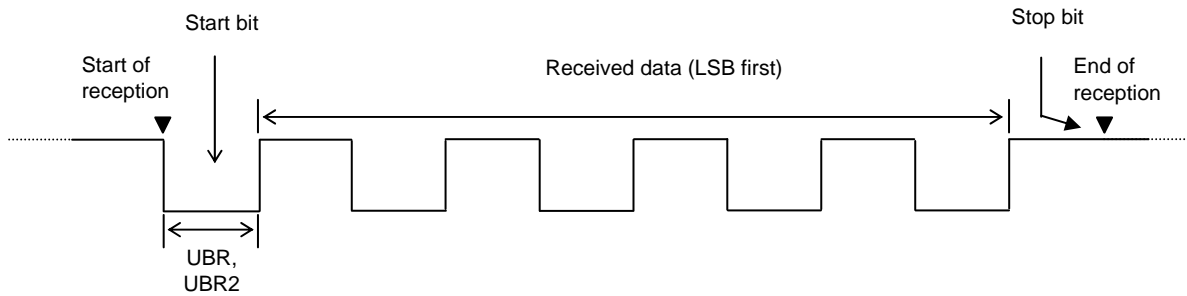 Start bit
Stop bit
Start of
reception
Received data (LSB first)
End of
reception
UBR,
UBR2